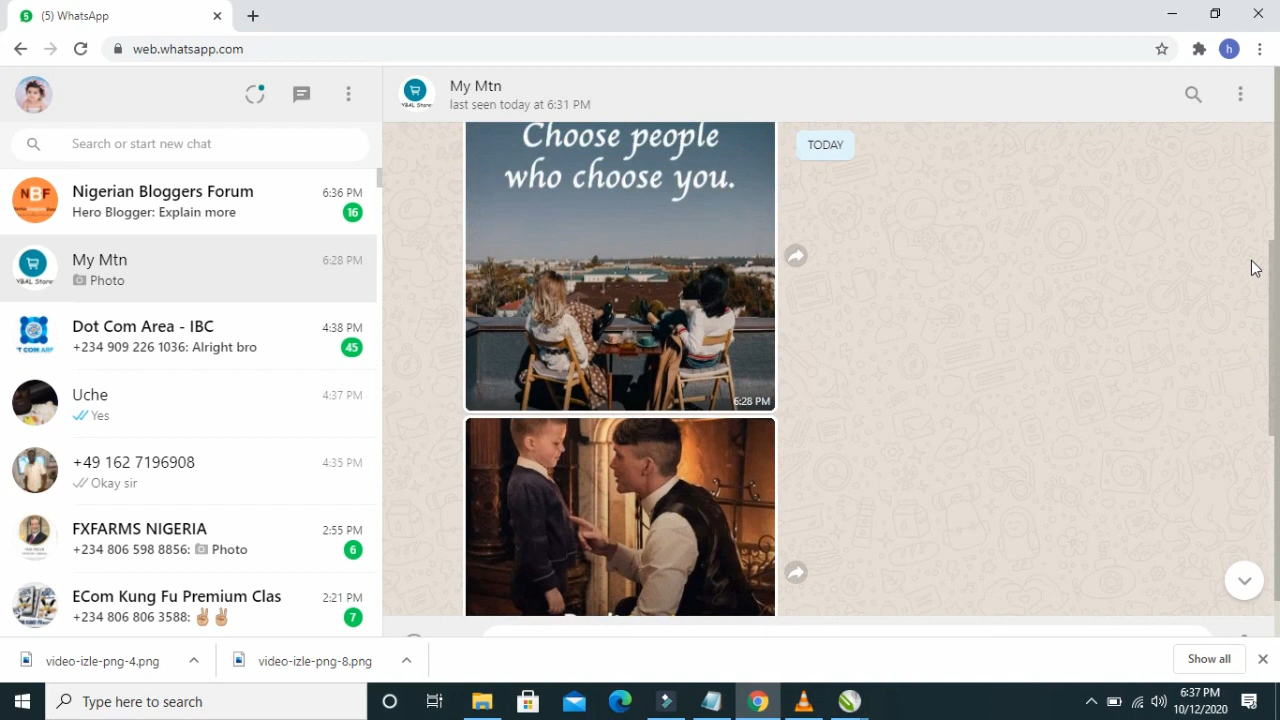 (5) WhatsApp
web.whatsapp.com
h
Search or start new chat
NBF
Nigerian Bloggers Forum
6:36 PM
Hero Blogger: Explain more
16
YBAL Store
My Mtn
6:28 PM
Photo
Dot Com Area - IBC
4:38 PM
+234 909 226 1036: Alright bro
45
Uche
4:37 PM
Yes
+49 162 7196908
4:35 PM
Okay sir
FXFARMS NIGERIA
2:55 PM
+234 806 598 8856: Photo
6
ECom Kung Fu Premium Clas
2:21 PM
+234 806 806 3588: ✌🏽✌🏽
7
YBAL Store
My Mtn
last seen today at 6:31 PM
TODAY
Choose people
who choose you.
6:28 PM
video-izle-png-4.png
video-izle-png-8.png
Show all
Type here to search
6:37 PM
10/12/2020